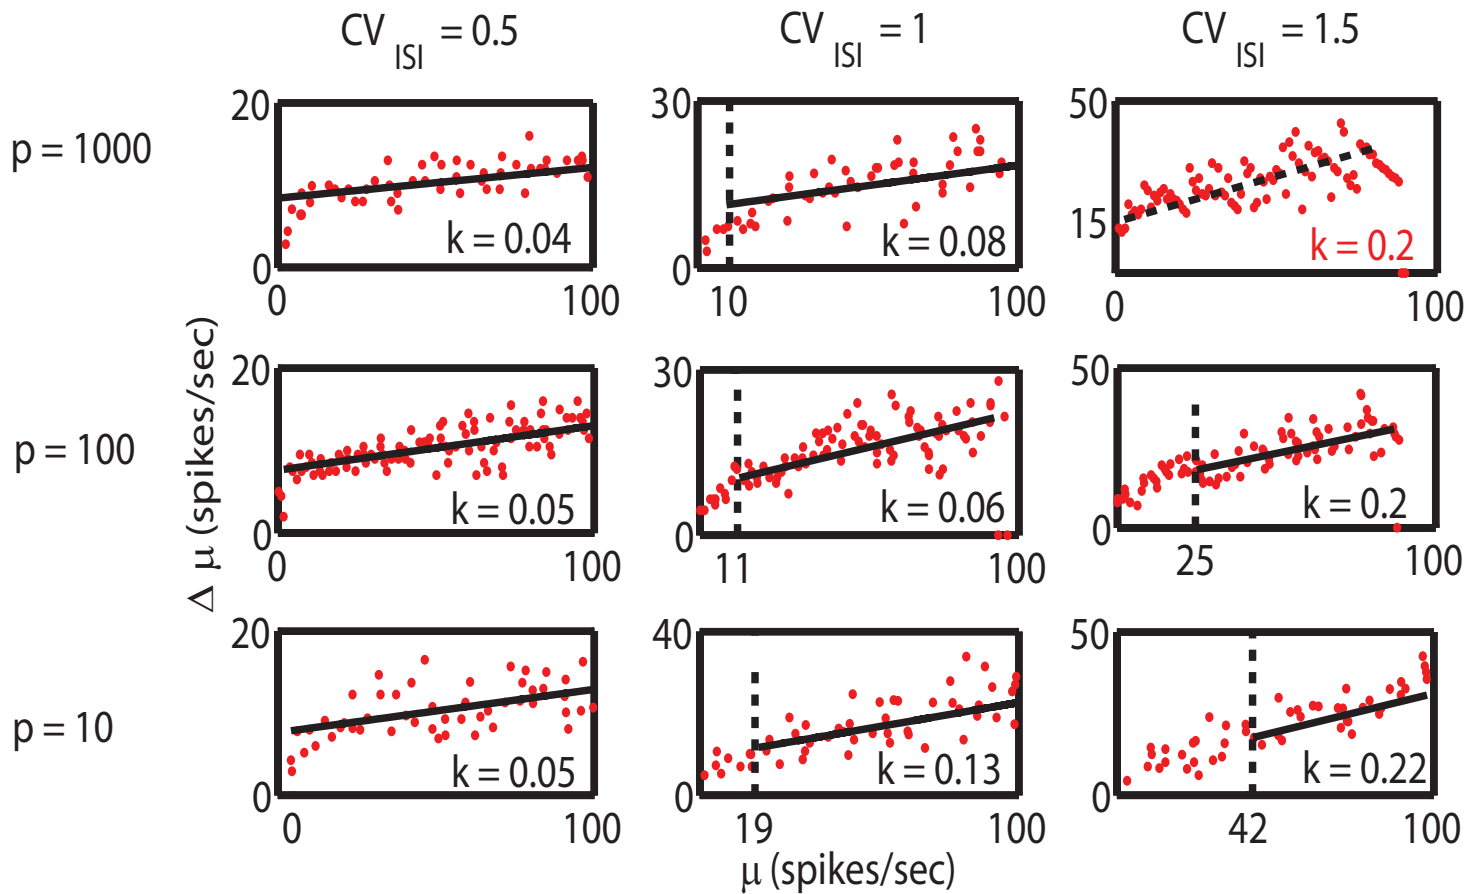 CV ISI = 0.5
CV ISI = 1
CV ISI = 1.5
p = 1000
20
0
k = 0.04
0
100
30
0
k = 0.08
10
100
50
15
k = 0.2
0
100
p = 100
20
0
k = 0.05
0
100
30
0
k = 0.06
11
100
50
0
k = 0.2
25
100
Δ μ (spikes/sec)
p = 10
20
0
k = 0.05
0
100
40
0
k = 0.13
19
100
50
0
k = 0.22
42
100
μ (spikes/sec)